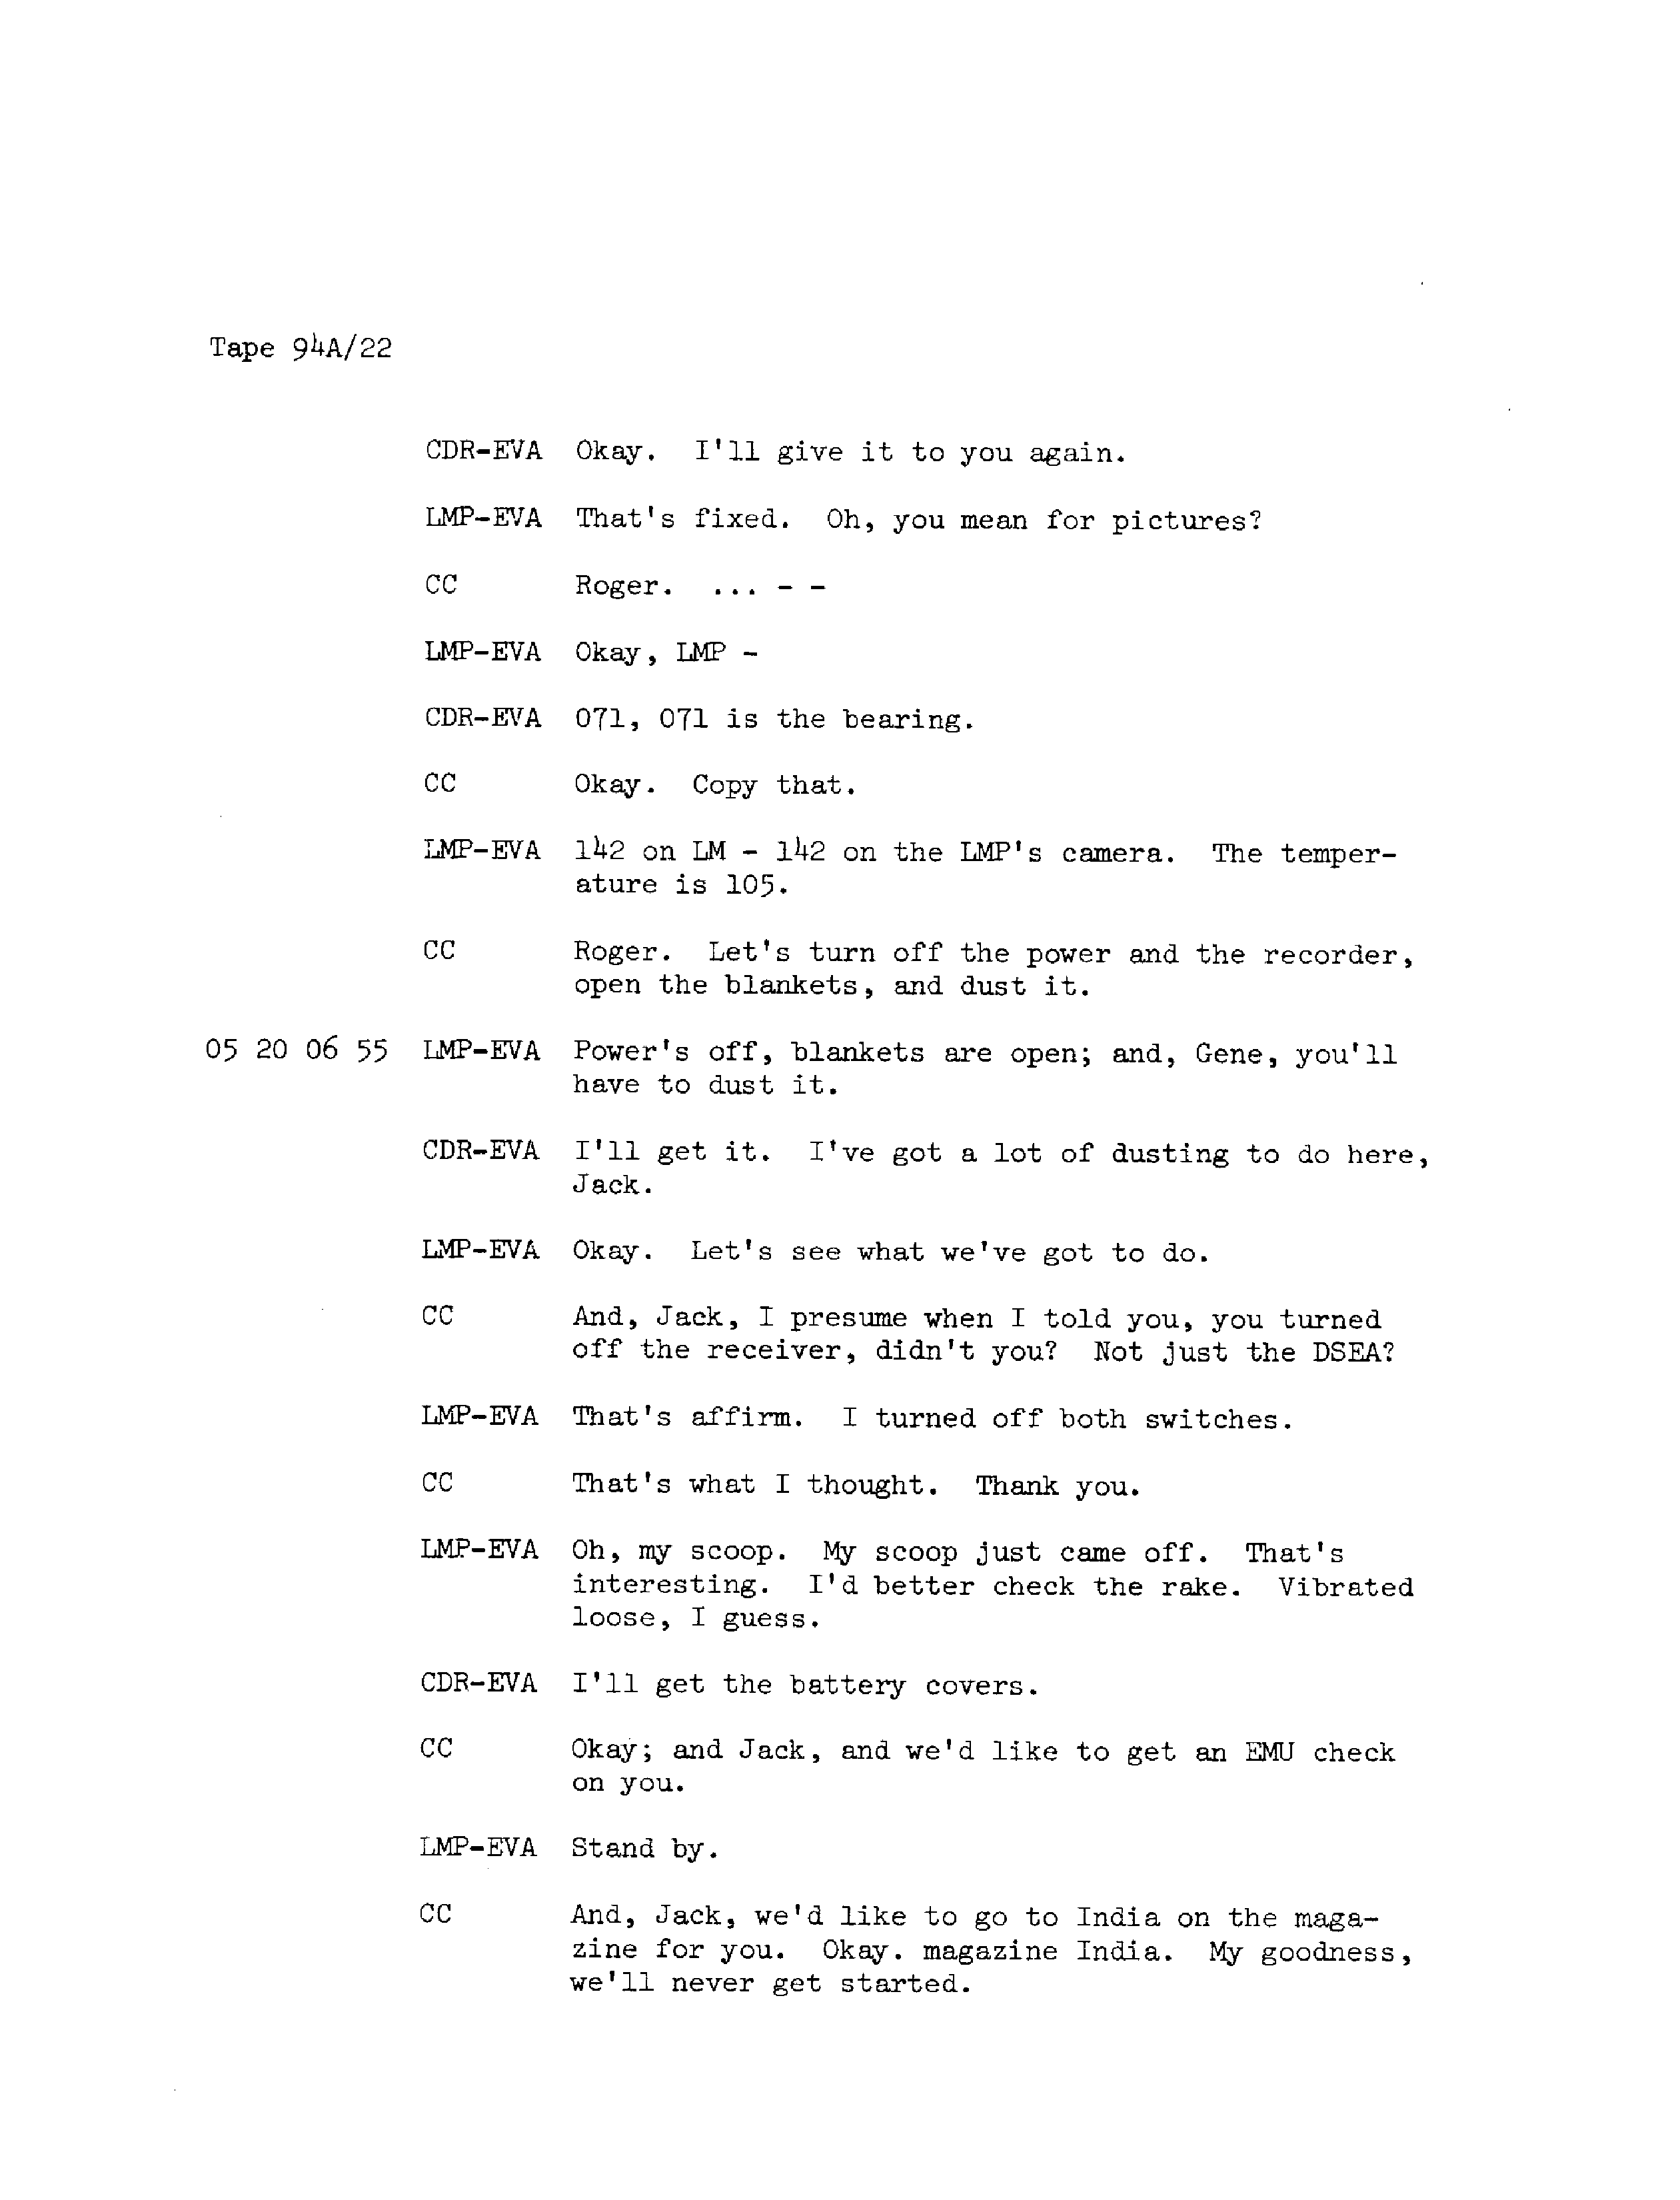 Tape 94A/22
CDR-EVA Okay. I'll give it to you again.
LMP-EVA That's fixed. Oh, you mean for pictures?
CC Roger. ... - -
LMP-EVA Okay, LMP -
CDR-EVA 071, 071 is the bearing.
CC Okay. Copy that.
LMP-EVA 142 on LM - 142 on the LMP's camera. The temper-
ature is 105.
CC Roger. Let's turn off the power and the recorder,
open the blankets, and dust it.
05 20 06 55 LMP-EVA Power's off, blankets are open; and, Gene, you'll
have to dust it.
CDR-EVA I'll get it. I've got a lot of dusting to do here,
Jack.
LMP-EVA Okay. Let's see what we've got to do.
CC And, Jack, I presume when I told you, you turned
off the receiver, didn't you? Not just the DSEA?
LMP-EVA That's affirm. I turned off both switches.
CC That's what I thought. Thank you.
LMP-EVA Oh, my scoop. My scoop just came off. That's
interesting. I'd better check the rake. Vibrated
loose, I guess.
CDR-EVA I'll get the battery covers.
CC Okay; and Jack, and we'd like to get an EMU check
on you.
LMP-EVA Stand by.
CC And, Jack, we'd like to go to India on the maga-
zine for you. Okay. magazine India. My goodness,
we'll never get started.